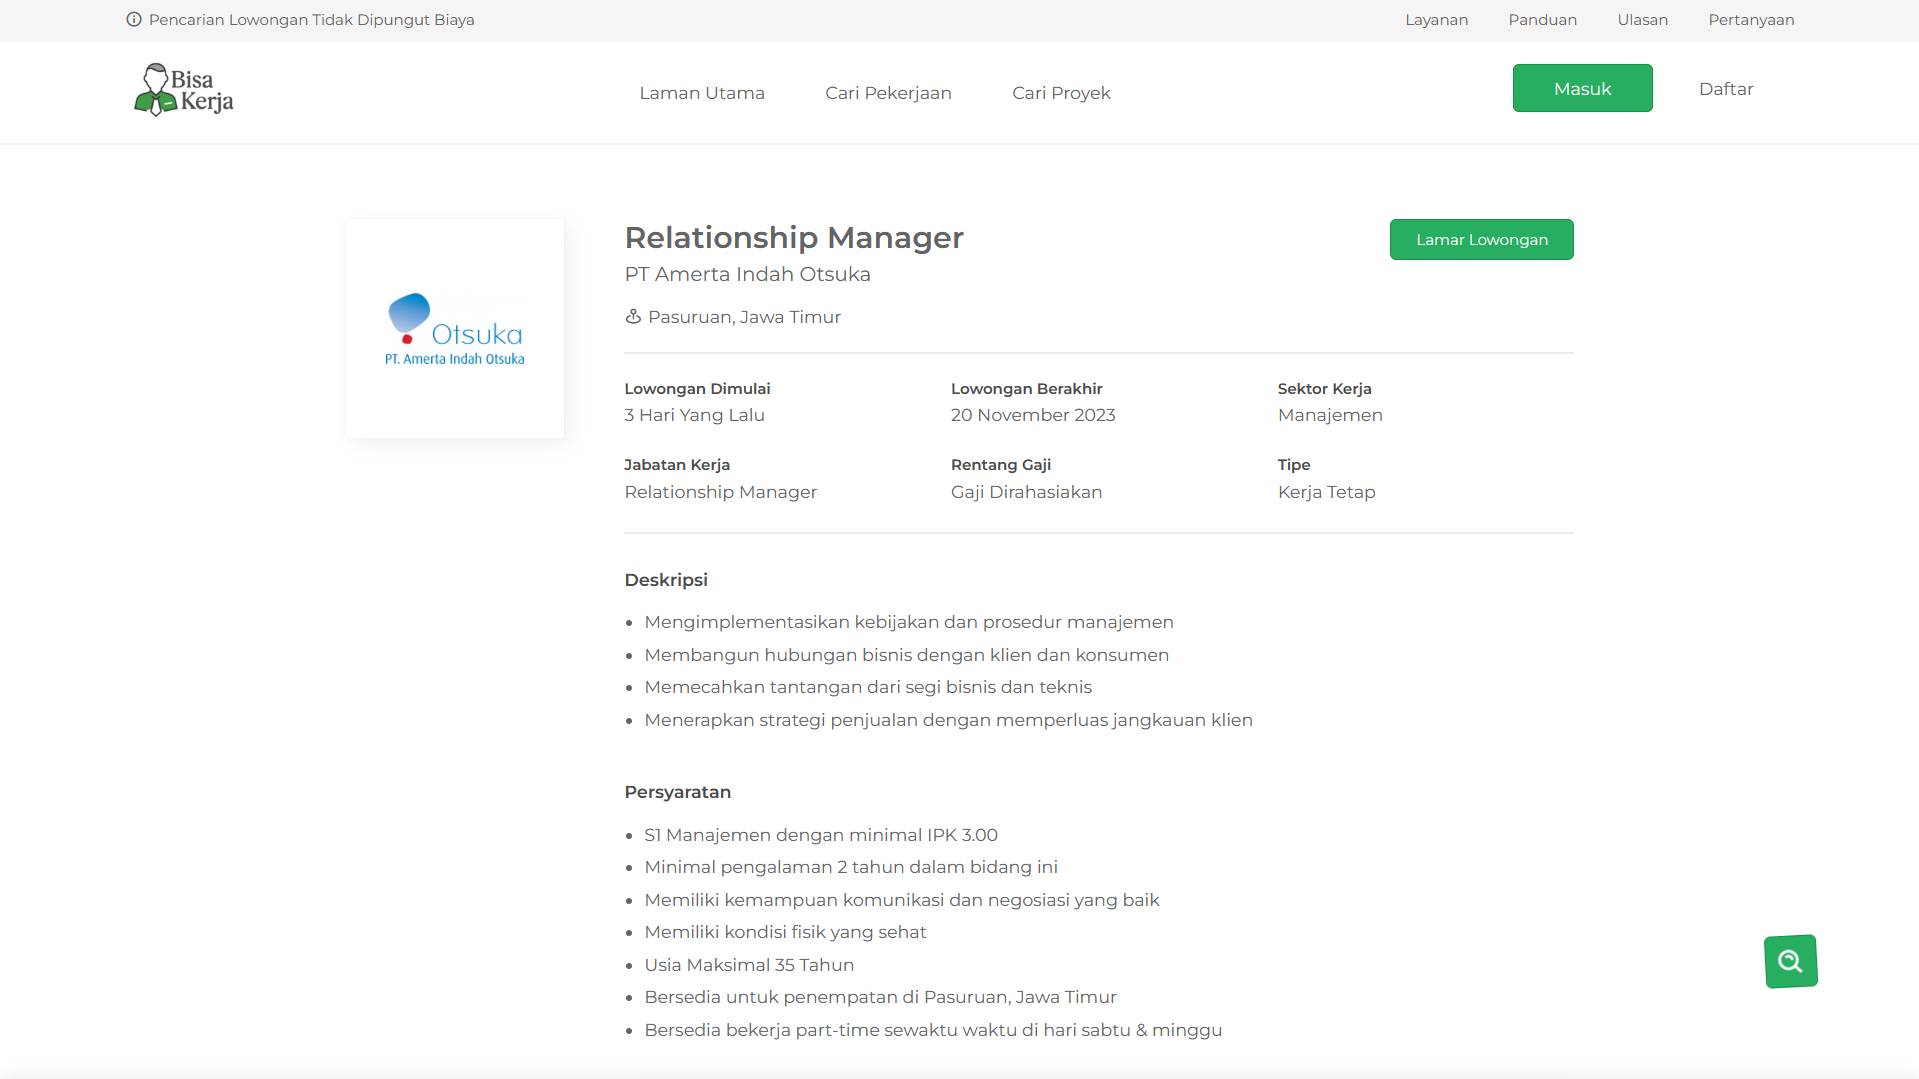 Pencarian Lowongan Tidak Dipungut Biaya
Layanan
Panduan
Ulasan
Pertanyaan
Bisa
Kerja
Laman Utama
Cari Pekerjaan
Cari Proyek
Masuk
Daftar
Otsuka
PT. Amerta Indah Otsuka
Relationship Manager
Lamar Lowongan
PT Amerta Indah Otsuka
Pasuruan, Jawa Timur
Lowongan Dimulai
3 Hari Yang Lalu
Lowongan Berakhir
20 November 2023
Sektor Kerja
Manajemen
Jabatan Kerja
Relationship Manager
Rentang Gaji
Gaji Dirahasiakan
Tipe
Kerja Tetap
Deskripsi
• Mengimplementasikan kebijakan dan prosedur manajemen
• Membangun hubungan bisnis dengan klien dan konsumen
• Memecahkan tantangan dari segi bisnis dan teknis
• Menerapkan strategi penjualan dengan memperluas jangkauan klien
Persyaratan
• S1 Manajemen dengan minimal IPK 3.00
• Minimal pengalaman 2 tahun dalam bidang ini
• Memiliki kemampuan komunikasi dan negosiasi yang baik
• Memiliki kondisi fisik yang sehat
• Usia Maksimal 35 Tahun
• Bersedia untuk penempatan di Pasuruan, Jawa Timur
• Bersedia bekerja part-time sewaktu waktu di hari sabtu & minggu